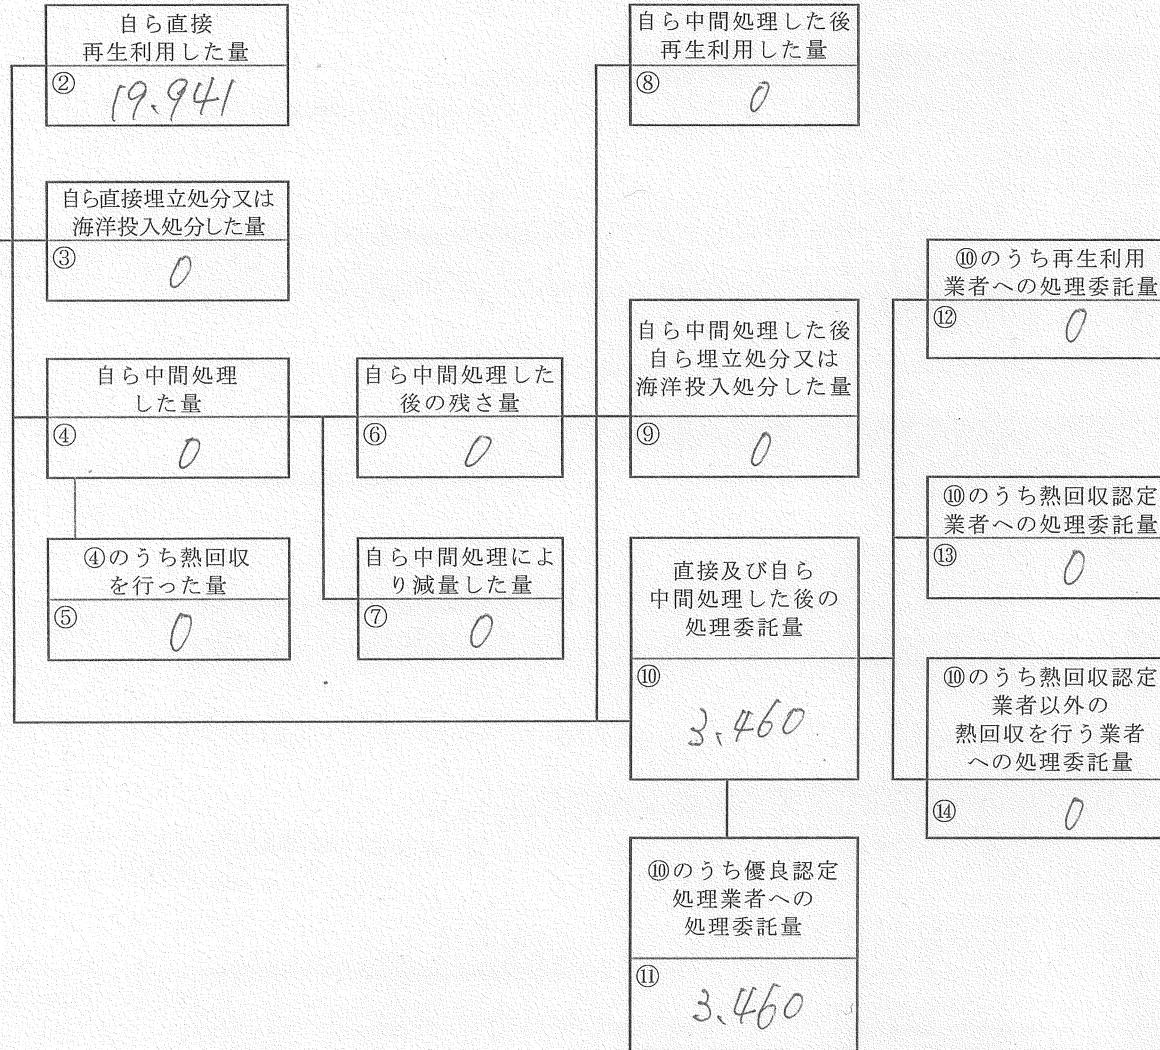 自ら直接
再生利用した量
② 19、941
自ら直接埋立処分又は
海洋投入処分した量
③ 0
自ら中間処理
した量
④ 0
④のうち熱回収
を行った量
⑤ 0
自ら中間処理した
後の残さ量
⑥ 0
自ら中間処理によ
り減量した量
⑦ 0
自ら中間処理した後
再生利用した量
⑧ 0
自ら中間処理した後
自ら埋立処分又は
海洋投入処分した量
⑨ 0
直接及び自ら
中間処理した後の
処理委託量
⑩
3、460
⑩のうち優良認定
処理業者への
処理委託量
⑪
3、460
⑩のうち再生利用
業者への処理委託量
⑫ 0
⑩のうち熱回収認定
業者への処理委託量
⑬ 0
⑩のうち熱回収認定
業者以外の
熱回収を行う業者
への処理委託量
⑭ 0